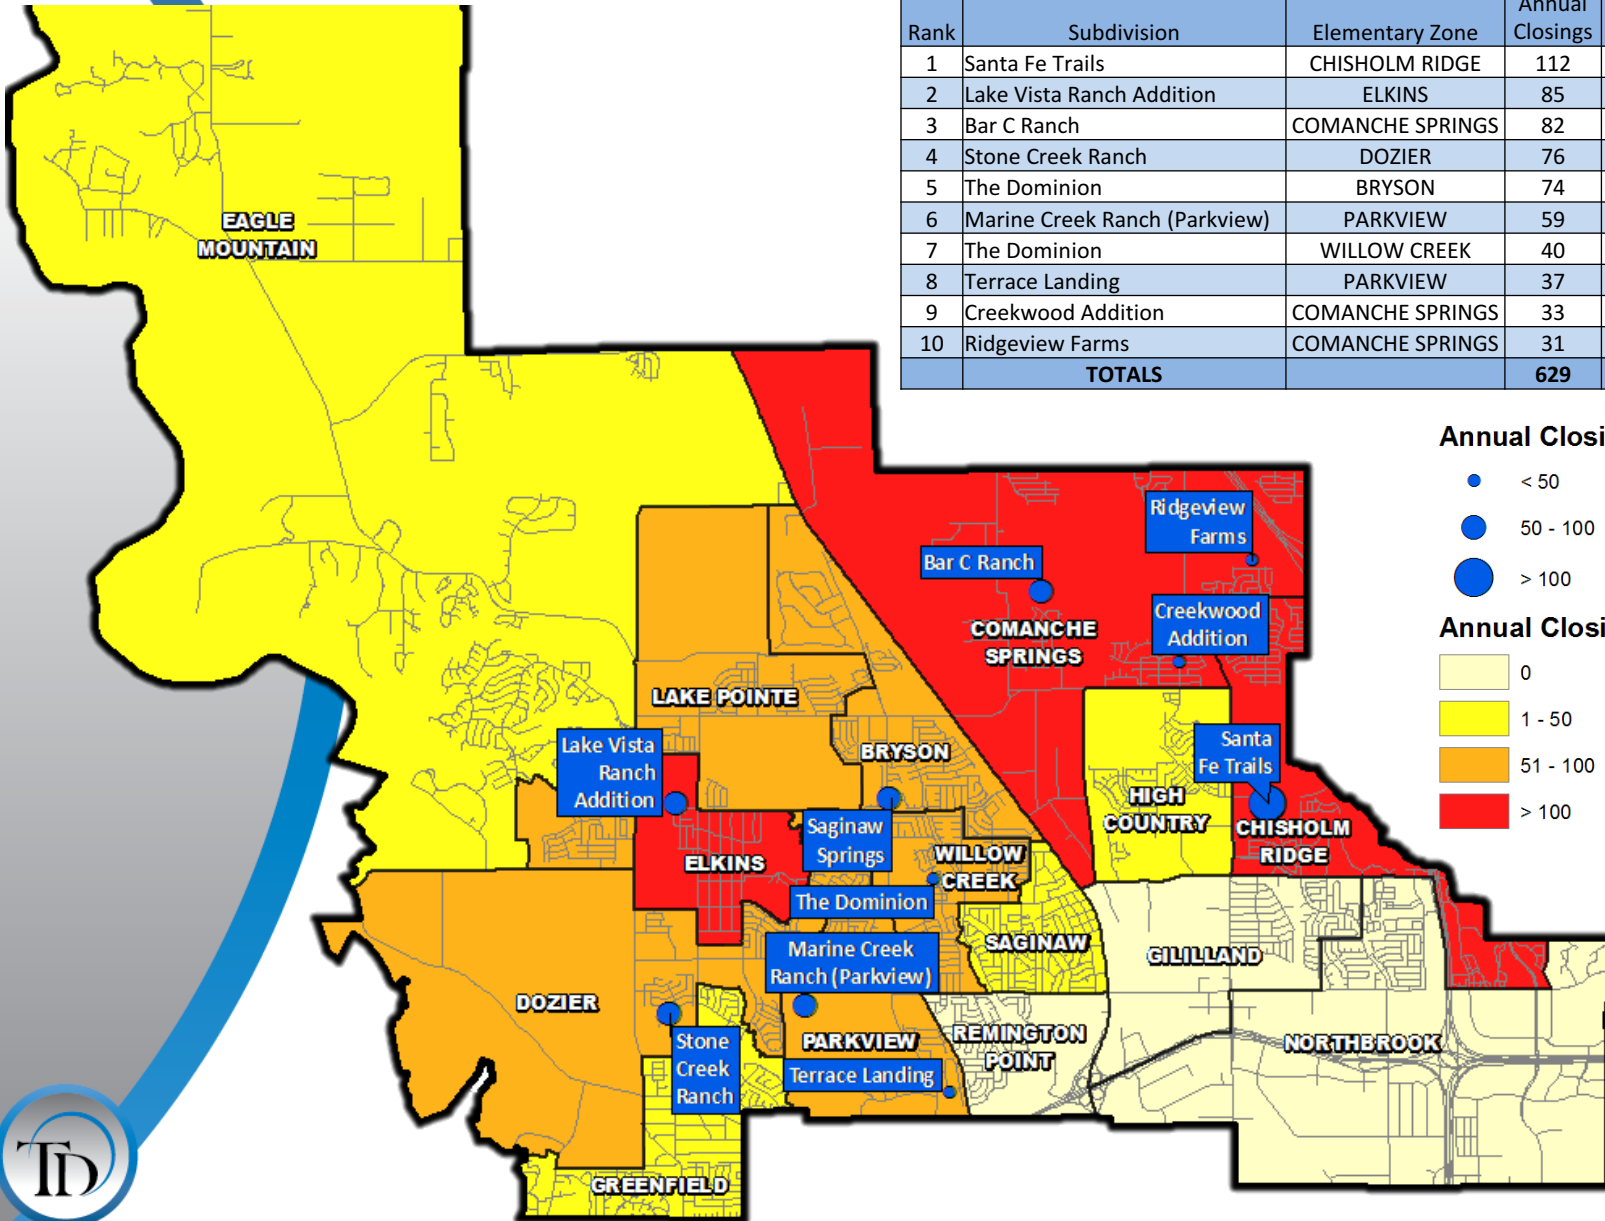 Annual
Rank Subdivision Elementary Zone Closings
1 Santa Fe Trails CHISHOLM RIDGE 112
2 Lake Vista Ranch Addition ELKINS 85
3 Bar C Ranch COMANCHE SPRINGS 82
4 Stone Creek Ranch DOZIER 76
5 The Dominion BRYSON 74
6 Marine Creek Ranch (Parkview) PARKVIEW 59
7 The Dominion WILLOW CREEK 40
8 Terrace Landing PARKVIEW 37
9 Creekwood Addition COMANCHE SPRINGS 33
10 Ridgeview Farms COMANCHE SPRINGS 31
TOTALS 629
Annual Closi
< 50
50 - 100
> 100
Annual Closi
0
1 - 50
51 - 100
> 100
EAGLE
MOUNTAIN
Ridgeview
Farms
Bar C Ranch
Creekwood
Addition
COMANCHE
SPRINGS
LAKE POINTE
Lake Vista
Ranch
Addition
BRYSON
Santa
Fe Trails
HIGH
COUNTRY
CHISHOLM
RIDGE
Saginaw
Springs
ELKINS
WILLOW
CREEK
The Dominion
Marine Creek
Ranch (Parkview)
SAGINAW
GILILLAND
DOZIER
Stone
Creek
Ranch
PARKVIEW
REMINGTON
POINT
NORTHBROOK
Terrace Landing
GREENFIELD
TD